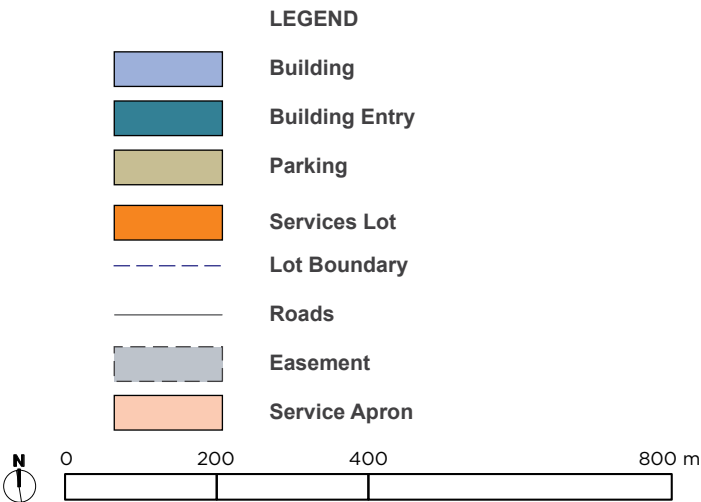 LEGEND
Building
Building Entry
Parking
Services Lot
Lot Boundary
Roads
Easement
Service Apron
N 0 200 400 800 m